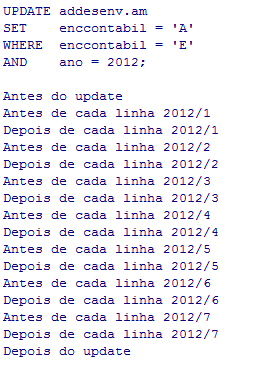 UPDATE addesenv.am
SET    enccontabil = 'A'
WHERE  enccontabil = 'E'
AND    ano = 2012;

Antes do update
Antes de cada linha 2012/1
Depois de cada linha 2012/1
Antes de cada linha 2012/2
Depois de cada linha 2012/2
Antes de cada linha 2012/3
Depois de cada linha 2012/3
Antes de cada linha 2012/4
Depois de cada linha 2012/4
Antes de cada linha 2012/5
Depois de cada linha 2012/5
Antes de cada linha 2012/6
Depois de cada linha 2012/6
Antes de cada linha 2012/7
Depois de cada linha 2012/7
Depois do update